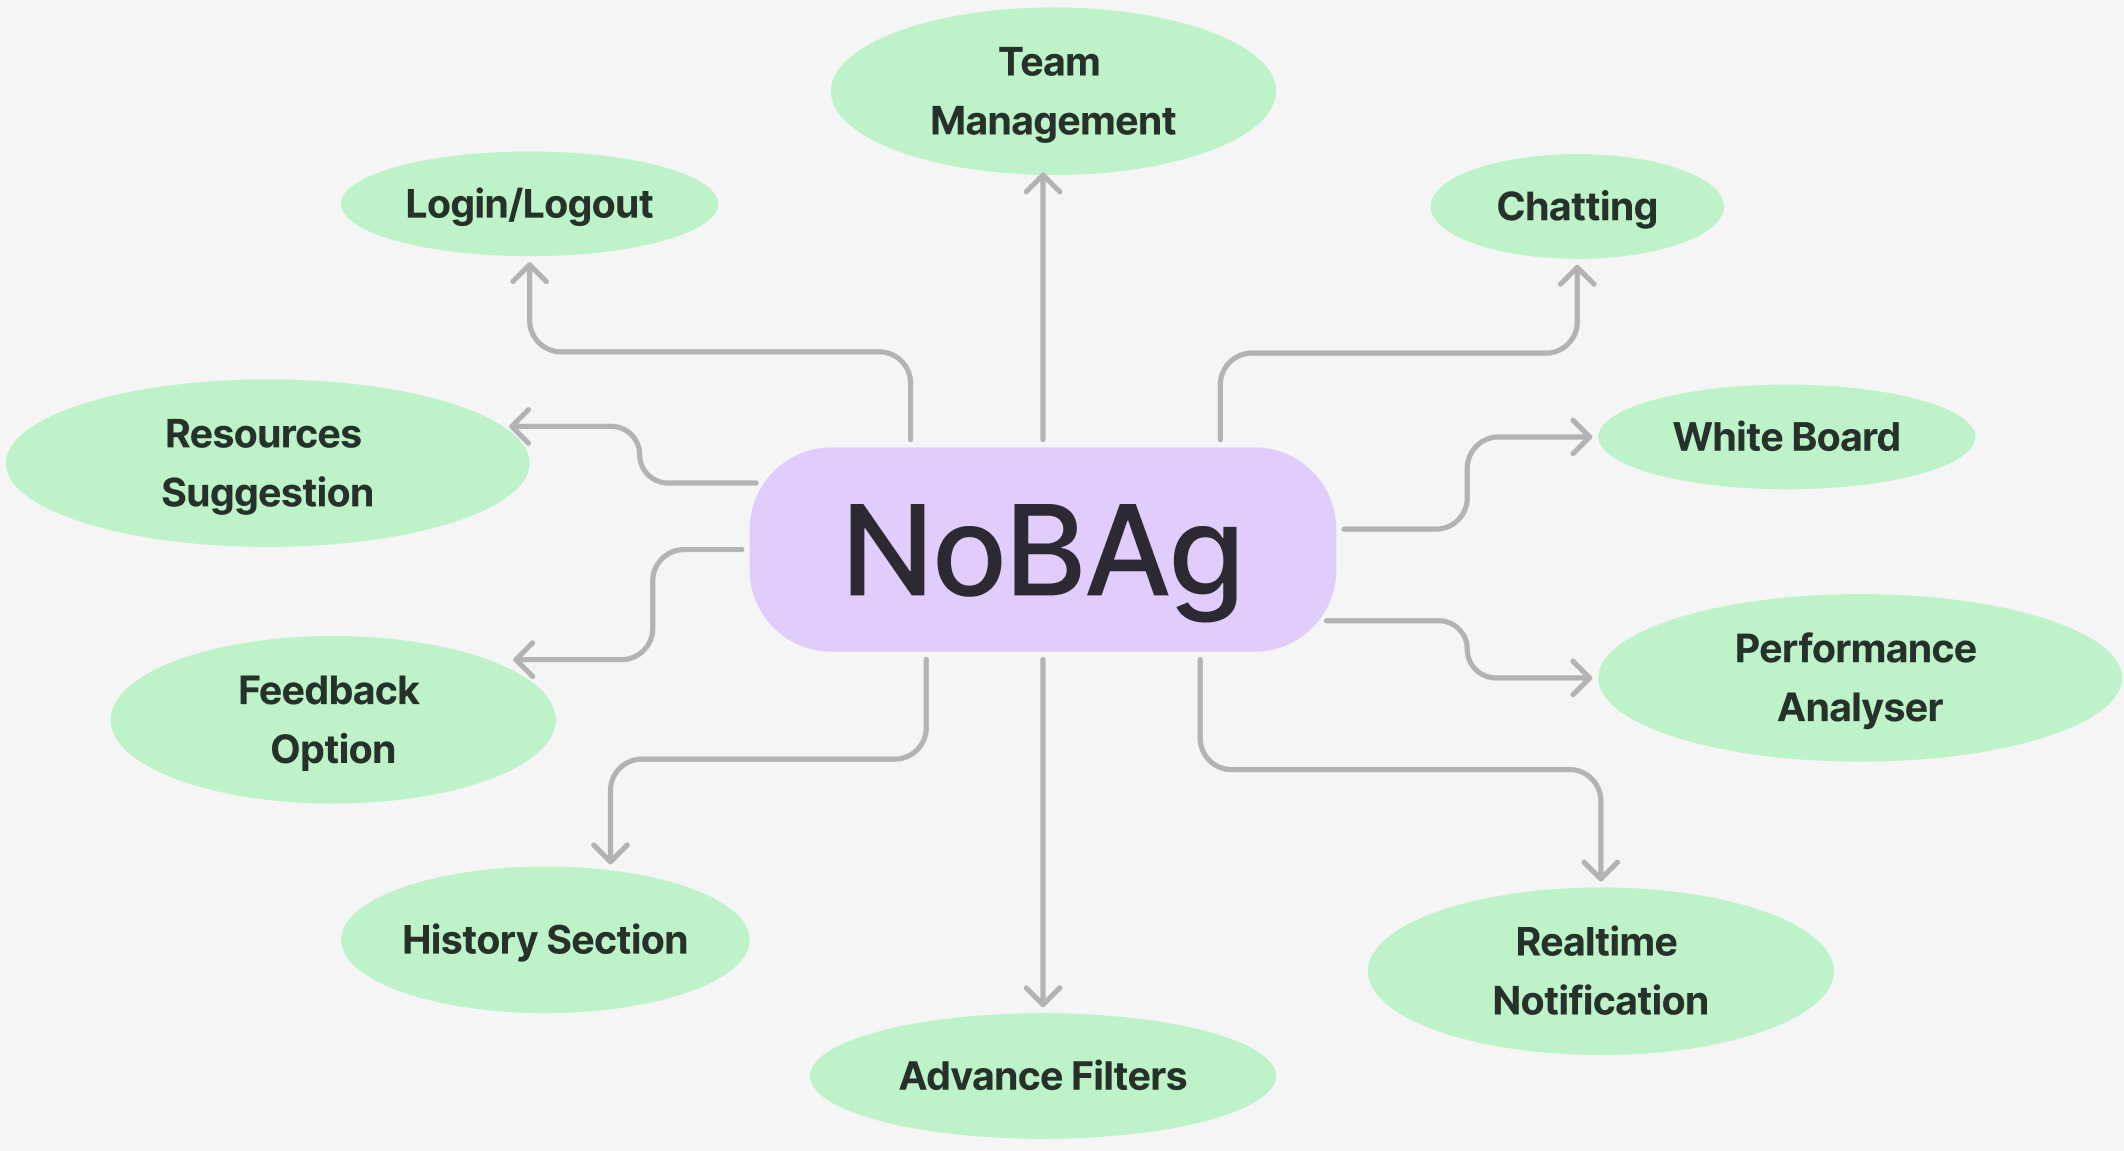 Team
Management
Login/Logout
Chatting
Resources
Suggestion
White Board
NoBAg
Feedback
Option
Performance
Analyser
History Section
Realtime
Notification
Advance Filters